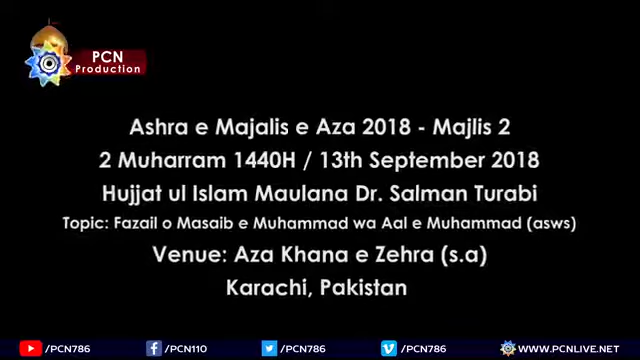 PCN
Production
Ashra e Majalis e Aza 2018 - Majlis 2
2 Muharram 1440H / 13th September 2018
Hujjat ul Islam Maulana Dr. Salman Turabi
Topic: Fazail o Masaib e Muhammad wa Aal e Muhammad (asws)
Venue: Aza Khana e Zehra (s.a)
Karachi, Pakistan
/PCN786 /PCN110 /PCN786 /PCN786 WWW.PCNLIVE.NET